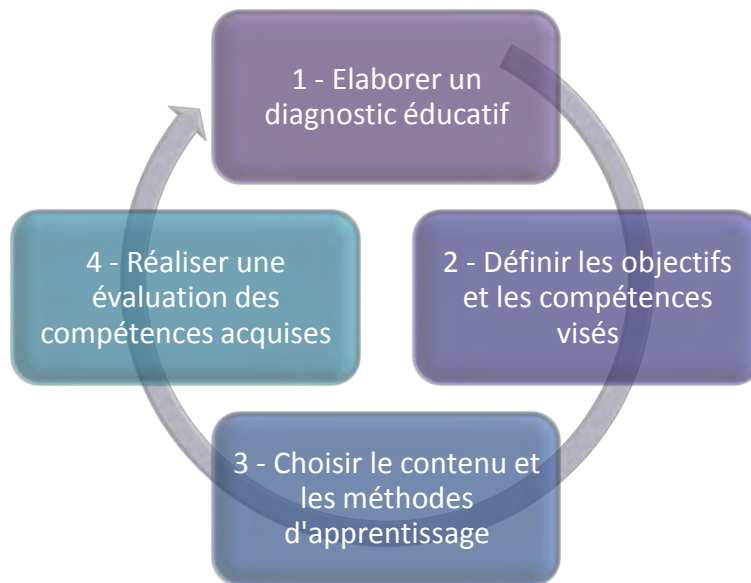 1 - Elaborer un
diagnostic éducatif
2 - Définir les objectifs
et les compétences
visés
3 - Choisir le contenu et
les méthodes
d'apprentissage
4 - Réaliser une
évaluation des
compétences acquises